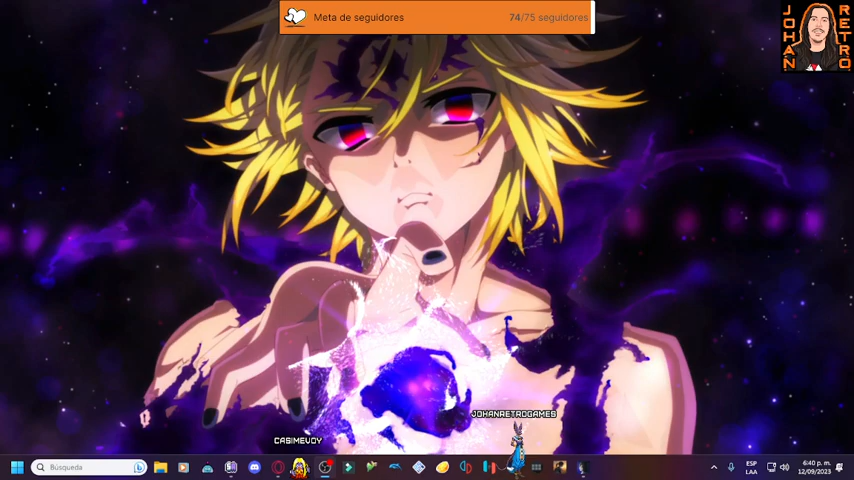 Meta de seguidores
74/75 seguidores
JOHAN
RETRO
JOHANRETROGAMES
CASIMEVOY
Búsqueda
ESP
LAA
6:40 p. m.
12/09/2023